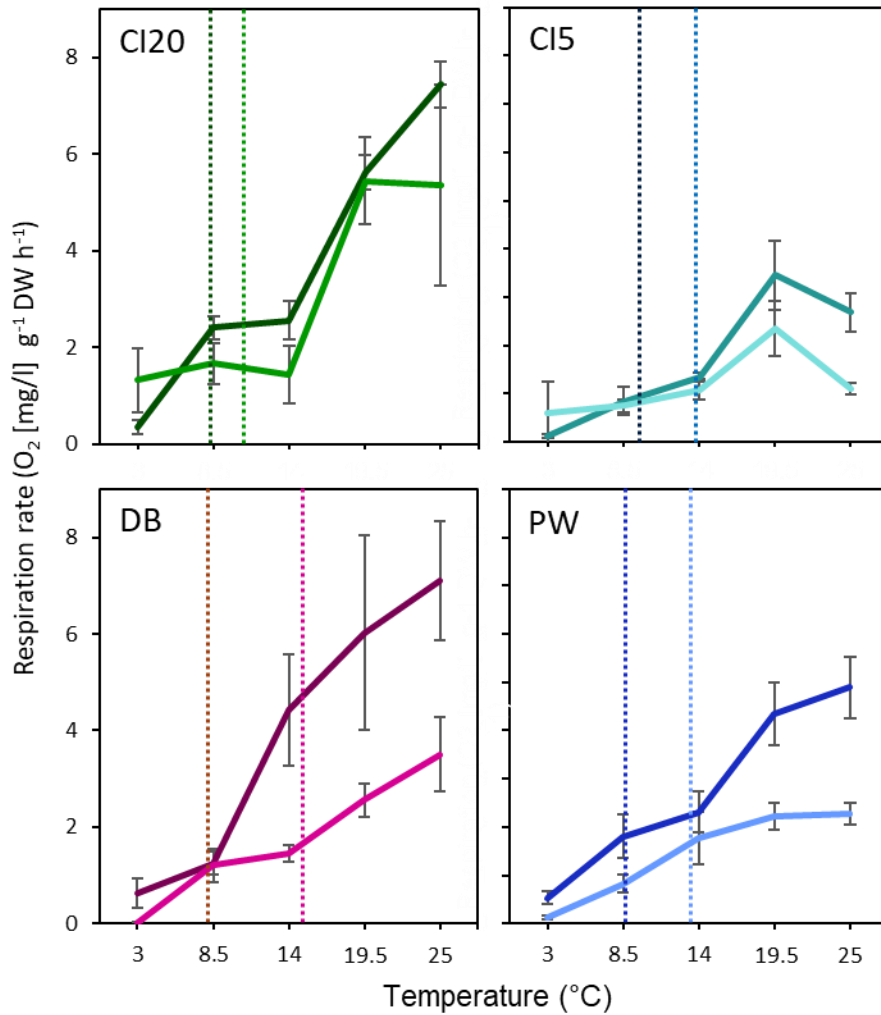 CI20
CI5
8
6
4
2
0
DB
PW
8
6
4
2
0
3 8.5 14 19.5 25
3 8.5 14 19.5 25
Respiration rate (O₂ [mg/l] g⁻¹ DW h⁻¹)
Temperature (°C)